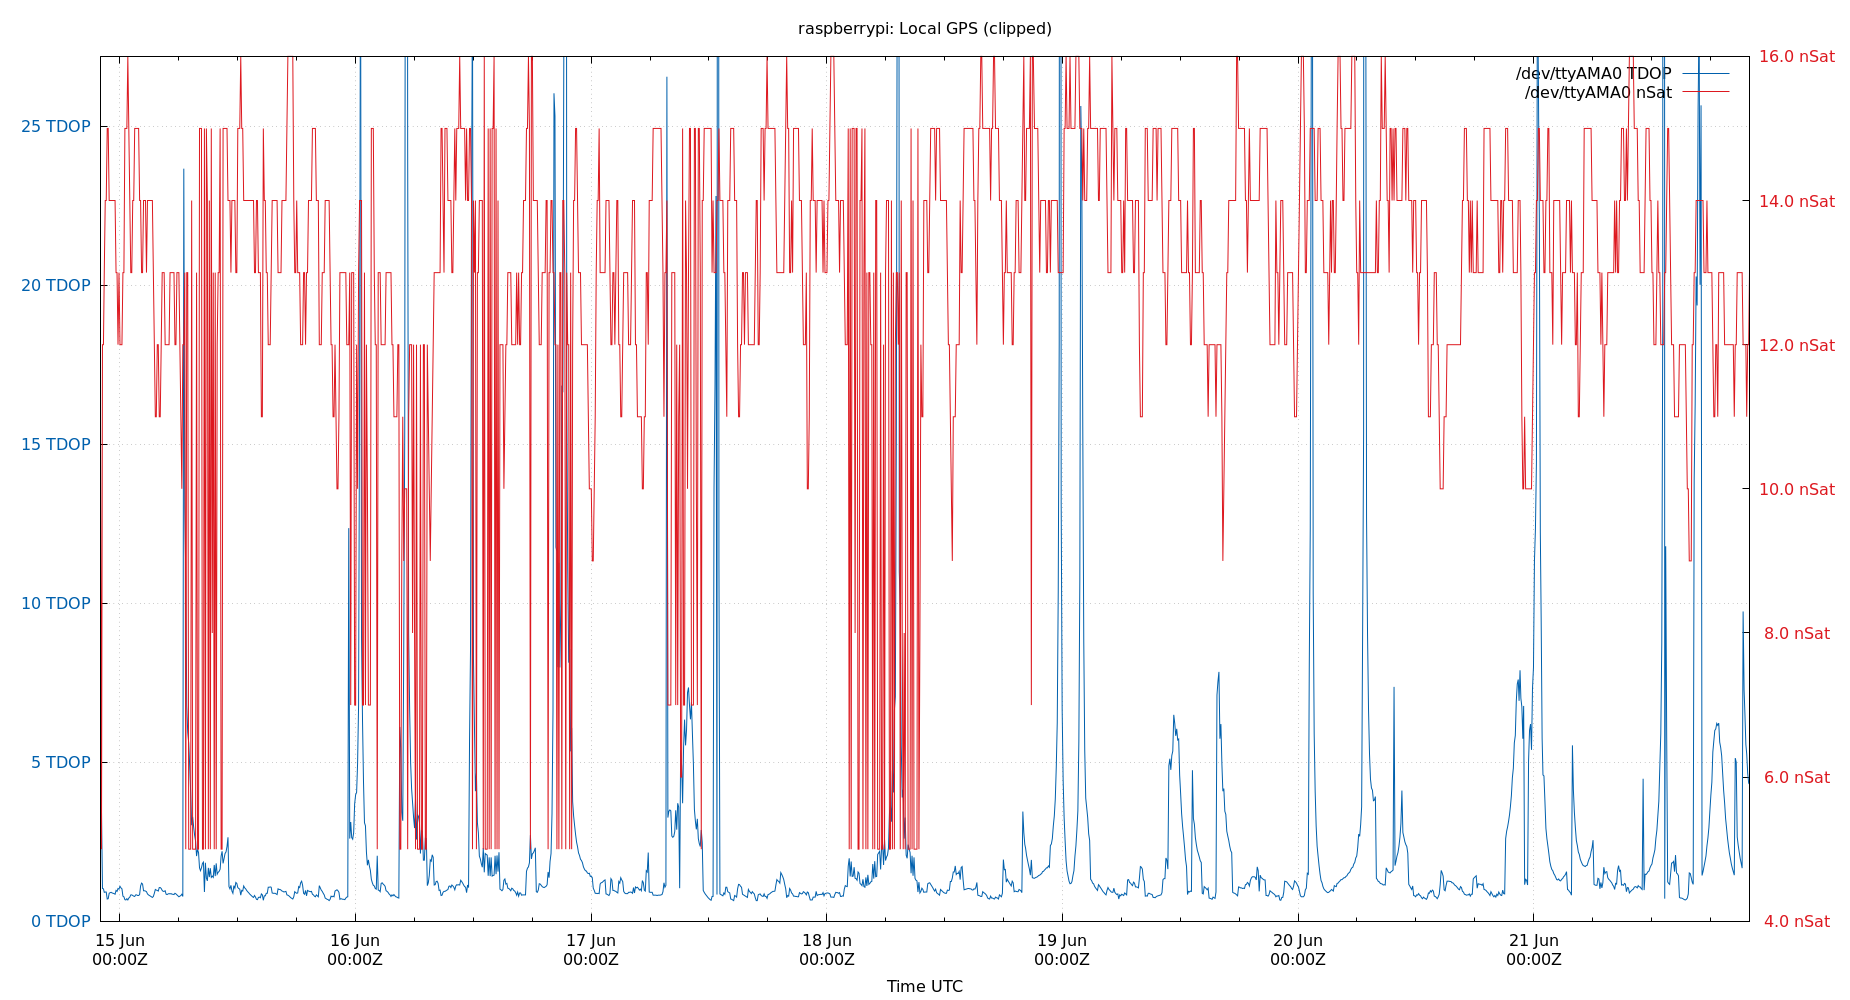 raspberrypi: Local GPS (clipped)
16.0 nSat
/dev/ttyAMA0 TDOP
/dev/ttyAMA0 nSat
25 TDOP
14.0 nSat
20 TDOP
12.0 nSat
15 TDOP
10.0 nSat
10 TDOP
8.0 nSat
5 TDOP
6.0 nSat
0 TDOP
4.0 nSat
15 Jun 16 Jun 17 Jun 18 Jun 19 Jun 20 Jun 21 Jun
00:00Z 00:00Z 00:00Z 00:00Z 00:00Z 00:00Z 00:00Z
Time UTC